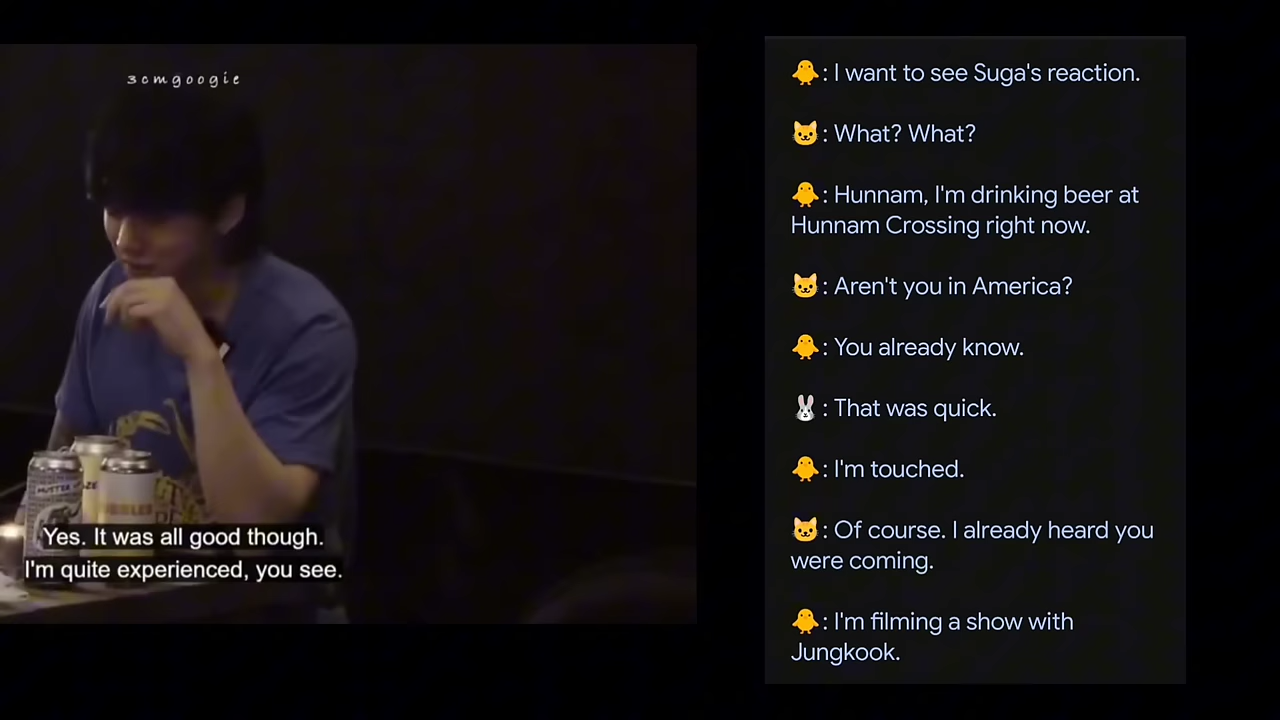 3cmgoogie
Yes. It was all good though.
I'm quite experienced, you see.
🐥: I want to see Suga's reaction.
🐱: What? What?
🐥: Hunnam, I'm drinking beer at
Hunnam Crossing right now.
🐱: Aren't you in America?
🐥: You already know.
🐰: That was quick.
🐥: I'm touched.
🐱: Of course. I already heard you
were coming.
🐥: I'm filming a show with
Jungkook.